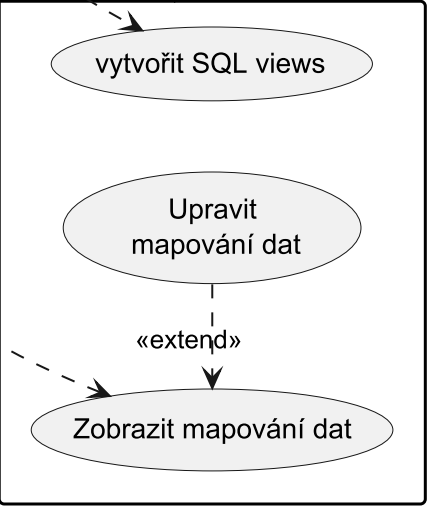 vytvořit SQL views
Upravit
mapování dat
«extend»
Zobrazit mapování dat